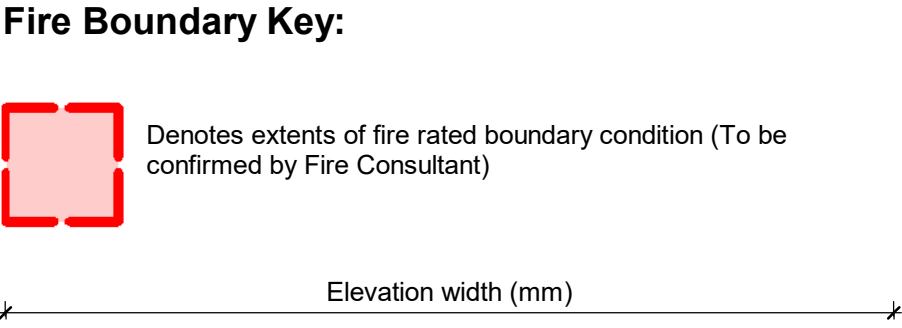 Fire Boundary Key:
Denotes extents of fire rated boundary condition (To be
confirmed by Fire Consultant)
Elevation width (mm)